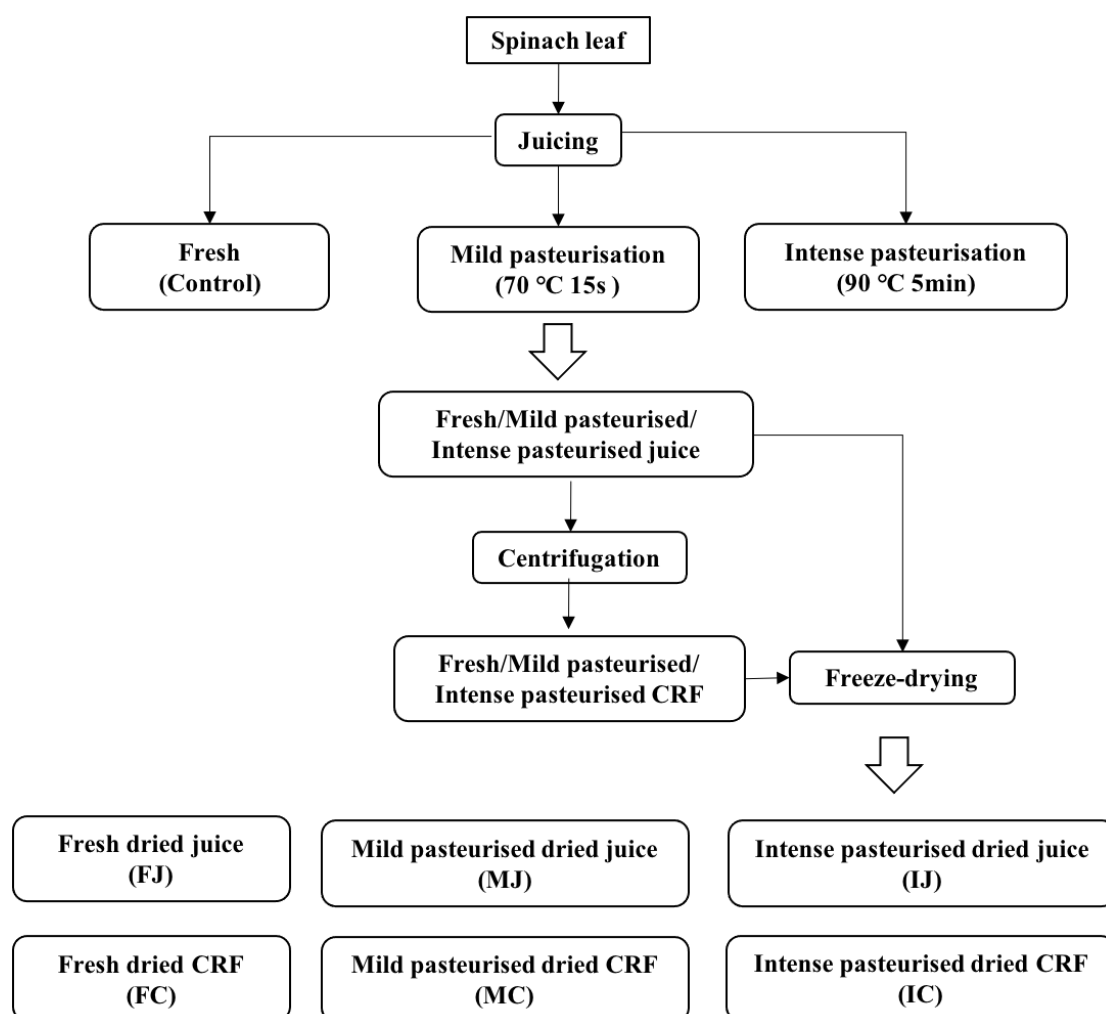 Spinach leaf
Juicing
Fresh
(Control)
Mild pasteurisation
(70 ℃ 15s )
Intense pasteurisation
(90 ℃ 5min)
Fresh/Mild pasteurised/
Intense pasteurised juice
Centrifugation
Fresh/Mild pasteurised/
Intense pasteurised CRF
Freeze-drying
Fresh dried juice
(FJ)
Mild pasteurised dried juice
(MJ)
Intense pasteurised dried juice
(IJ)
Fresh dried CRF
(FC)
Mild pasteurised dried CRF
(MC)
Intense pasteurised dried CRF
(IC)